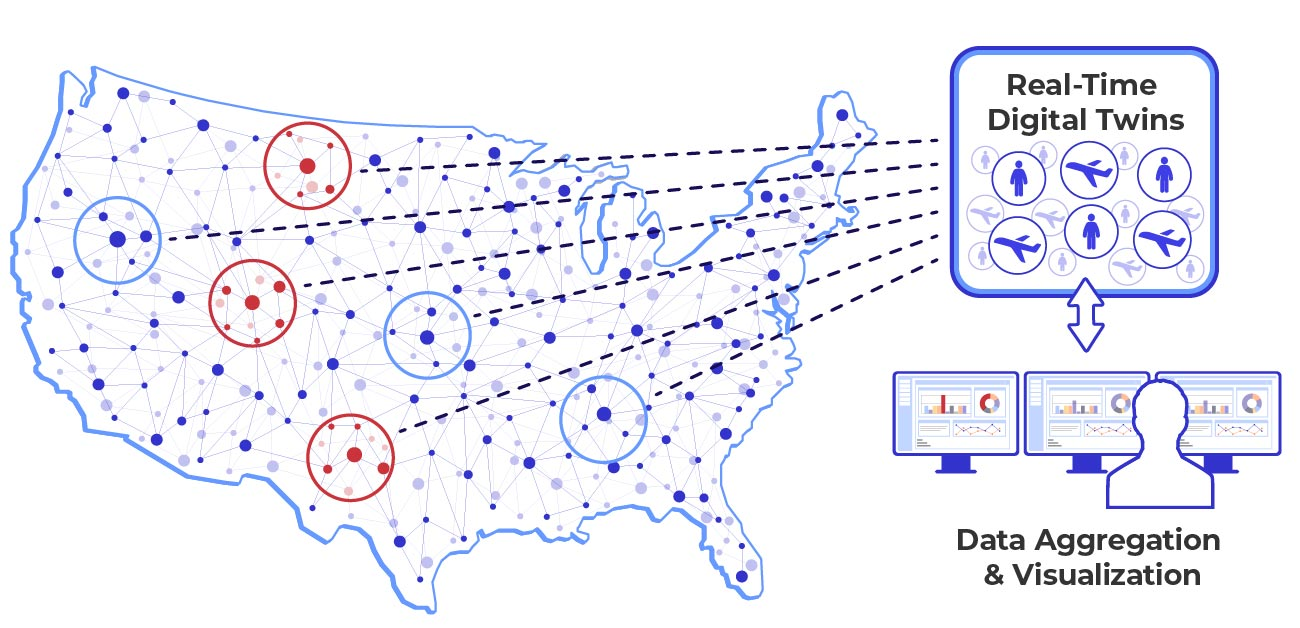 Real-Time
Digital Twins
Data Aggregation
& Visualization